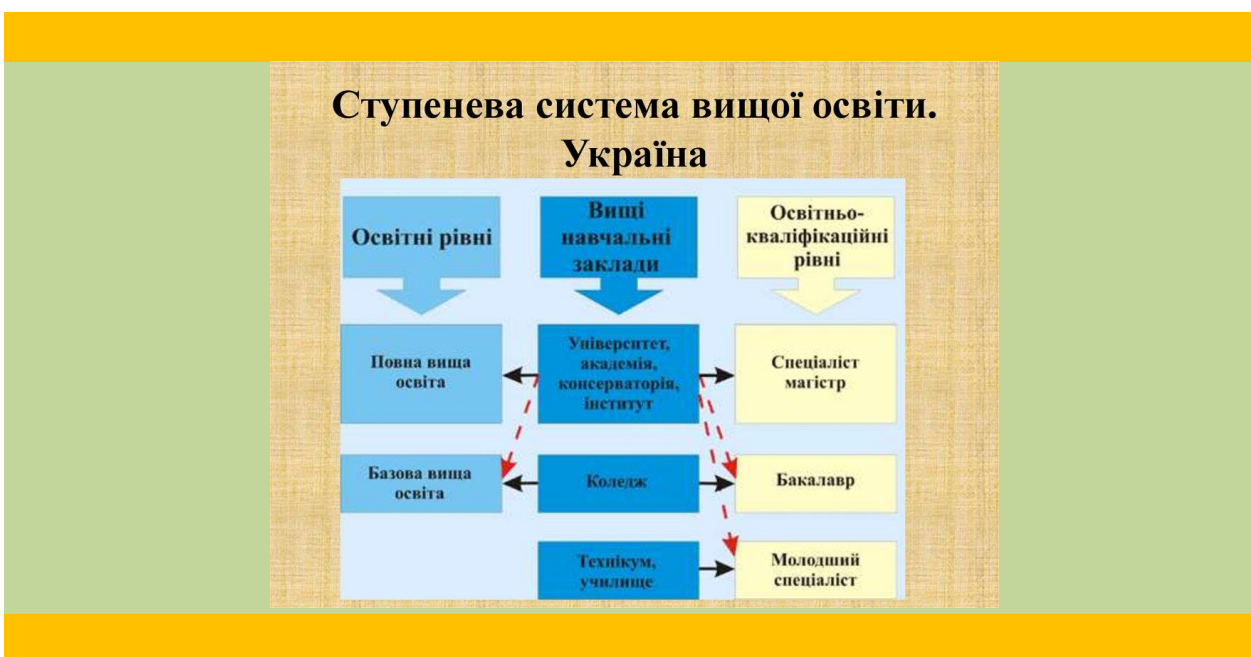 Ступенева система вищої освіти.
Україна
Освітні рівні
Вищі
навчальні
заклади
Освітньо-
кваліфікаційні
рівні
Повна вища
освіта
Університет,
академія,
консерваторія,
інститут
Спеціаліст
магістр
Базова вища
освіта
Коледж
Бакалавр
Технікум,
училище
Молодший
спеціаліст